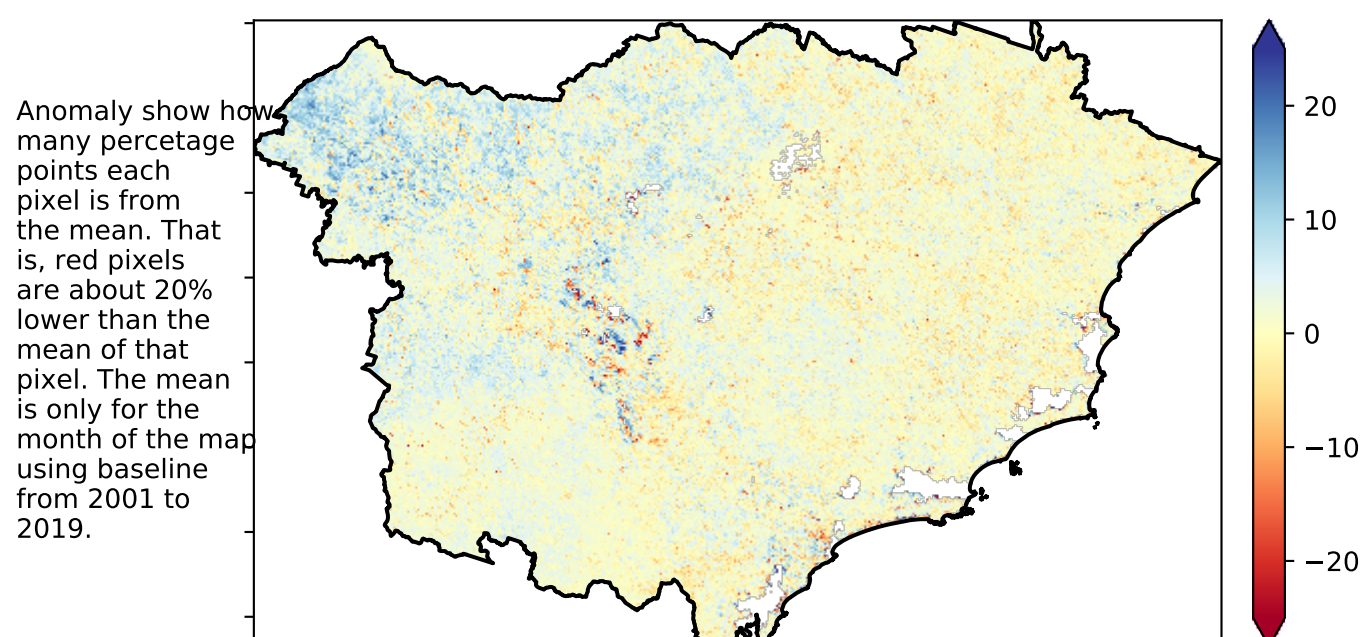 Anomaly show how
many percetage
points each
pixel is from
the mean. That
is, red pixels
are about 20%
lower than the
mean of that
pixel. The mean
is only for the
month of the map
using baseline
from 2001 to
2019.
20
10
0
−10
−20